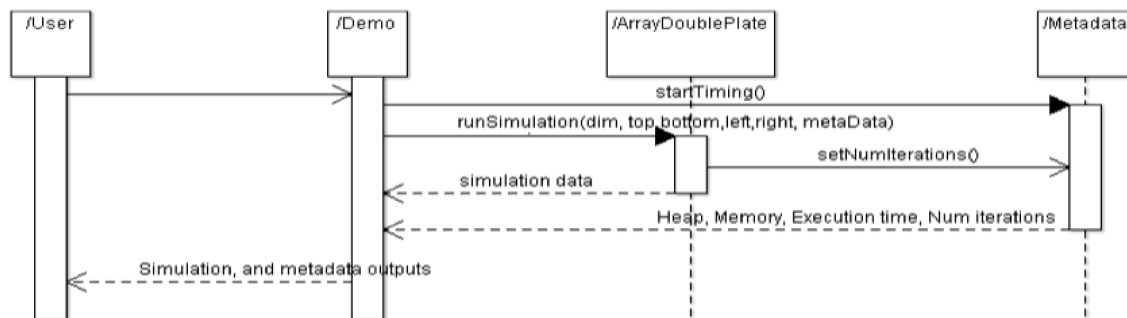 /User
/Demo
/ArrayDoublePlate
/Metadata
startTiming()
runSimulation(dim, top,bottom,left,right, metaData)
setNumIterations()
simulation data
Heap, Memory, Execution time, Num iterations
Simulation, and metadata outputs